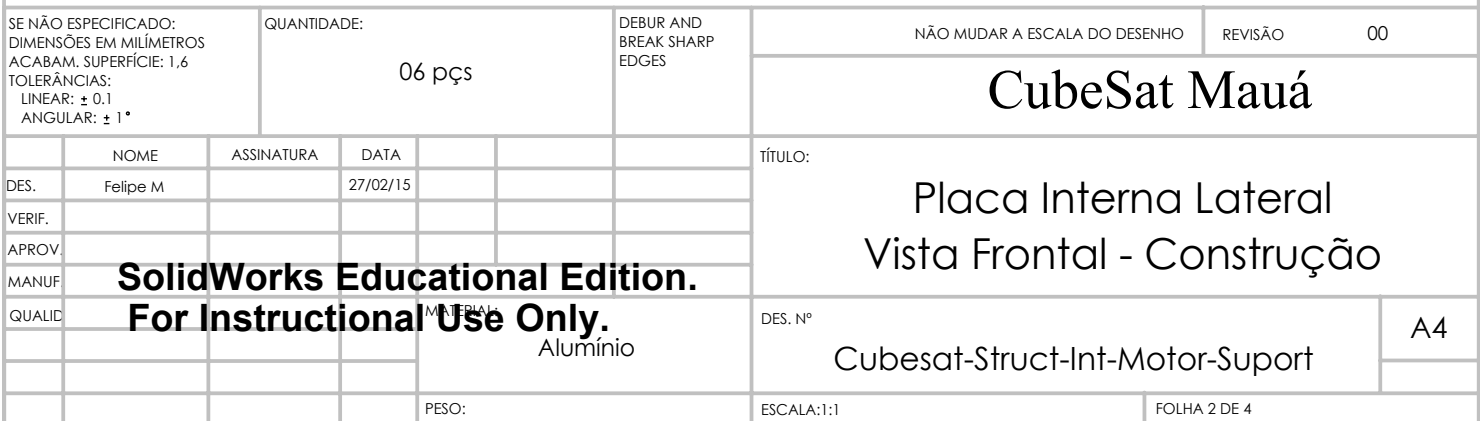 SE NÃO ESPECIFICADO:
DIMENSÕES EM MILÍMETROS
ACABAM. SUPERFÍCIE: 1,6
TOLERÂNCIAS:
LINEAR: ± 0.1
ANGULAR: ± 1°
QUANTIDADE:
06 pçs
DEBUR AND
BREAK SHARP
EDGES
NÃO MUDAR A ESCALA DO DESENHO
REVISÃO 00
CubeSat Mauá
NOME ASSINATURA DATA
DES. Felipe M 27/02/15
VERIF.
APROV.
MANUF
QUALID
SolidWorks Educational Edition.
For Instructional Use Only.
MATERIAL:
Alumínio
PESO:
TÍTULO:
Placa Interna Lateral
Vista Frontal - Construção
DES. Nº
Cubesat-Struct-Int-Motor-Suport
A4
ESCALA:1:1
FOLHA 2 DE 4